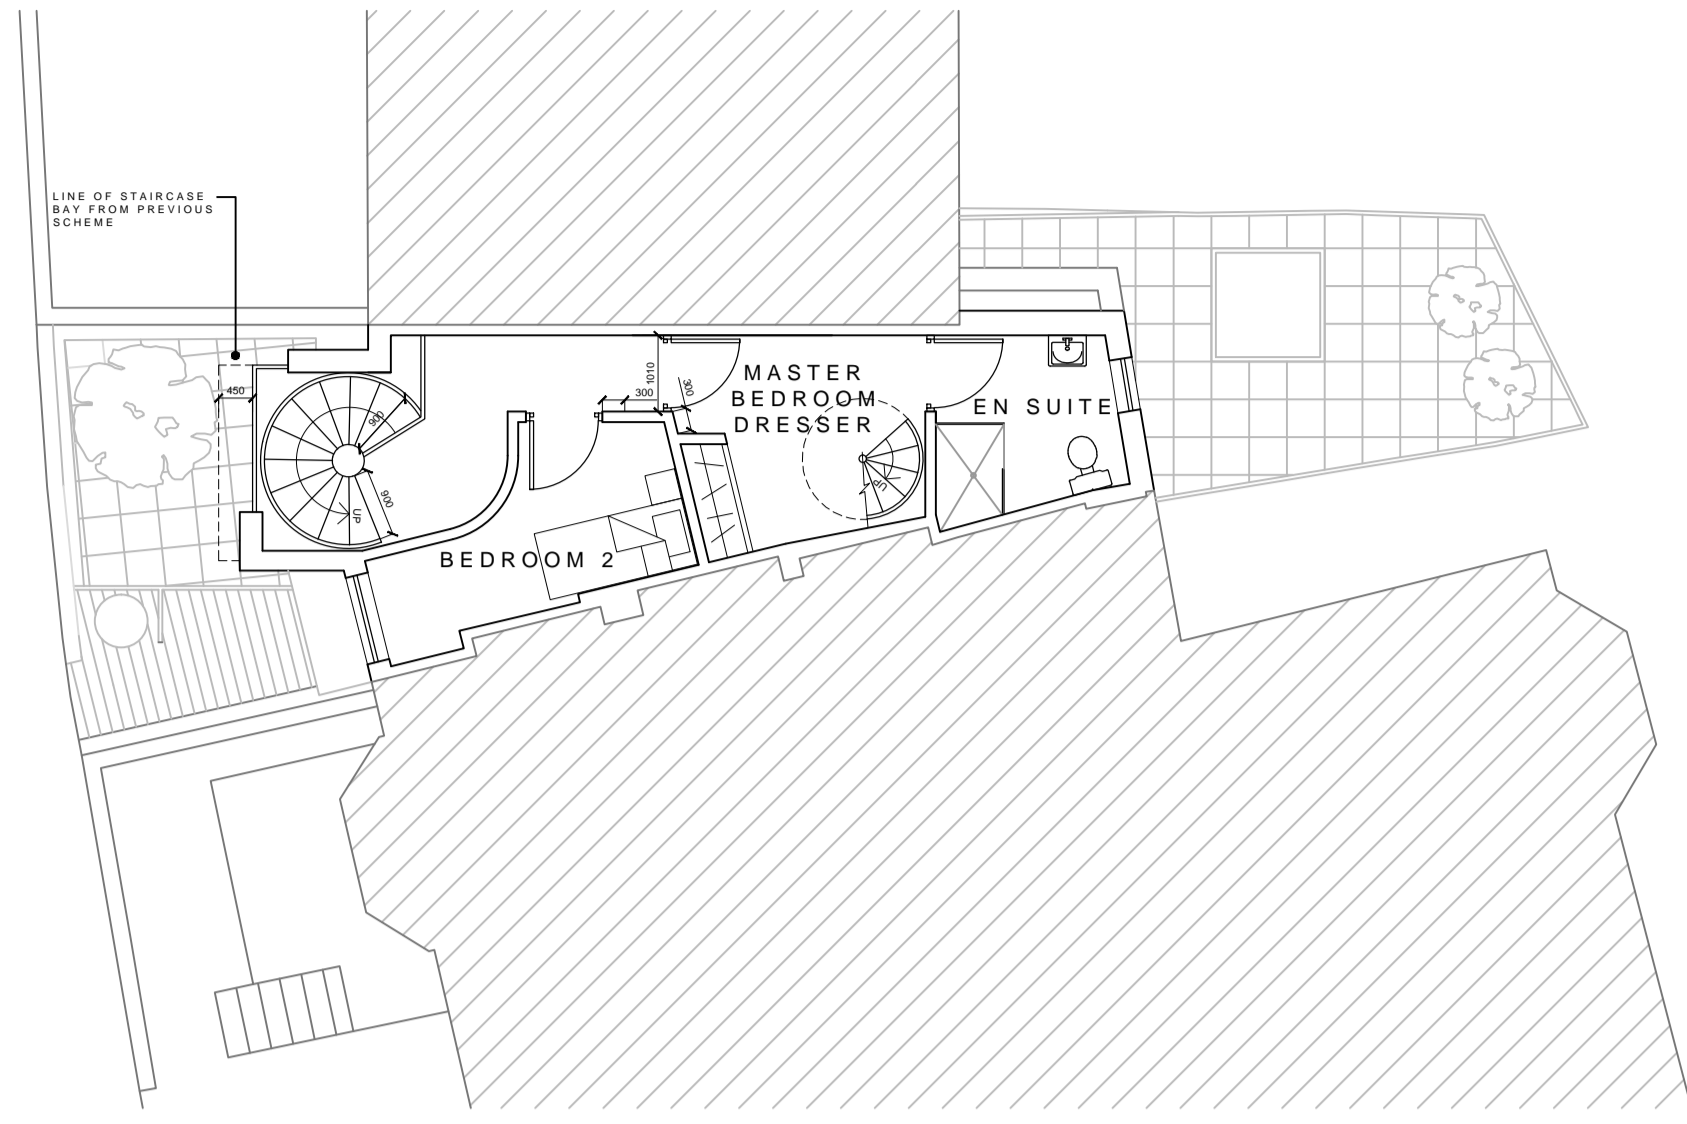 LINE OF STAIRCASE
BAY FROM PREVIOUS
SCHEME
450
900
900
UP
1010
300
300
MASTER
BEDROOM
DRESSER
EN SUITE
UP
BEDROOM 2